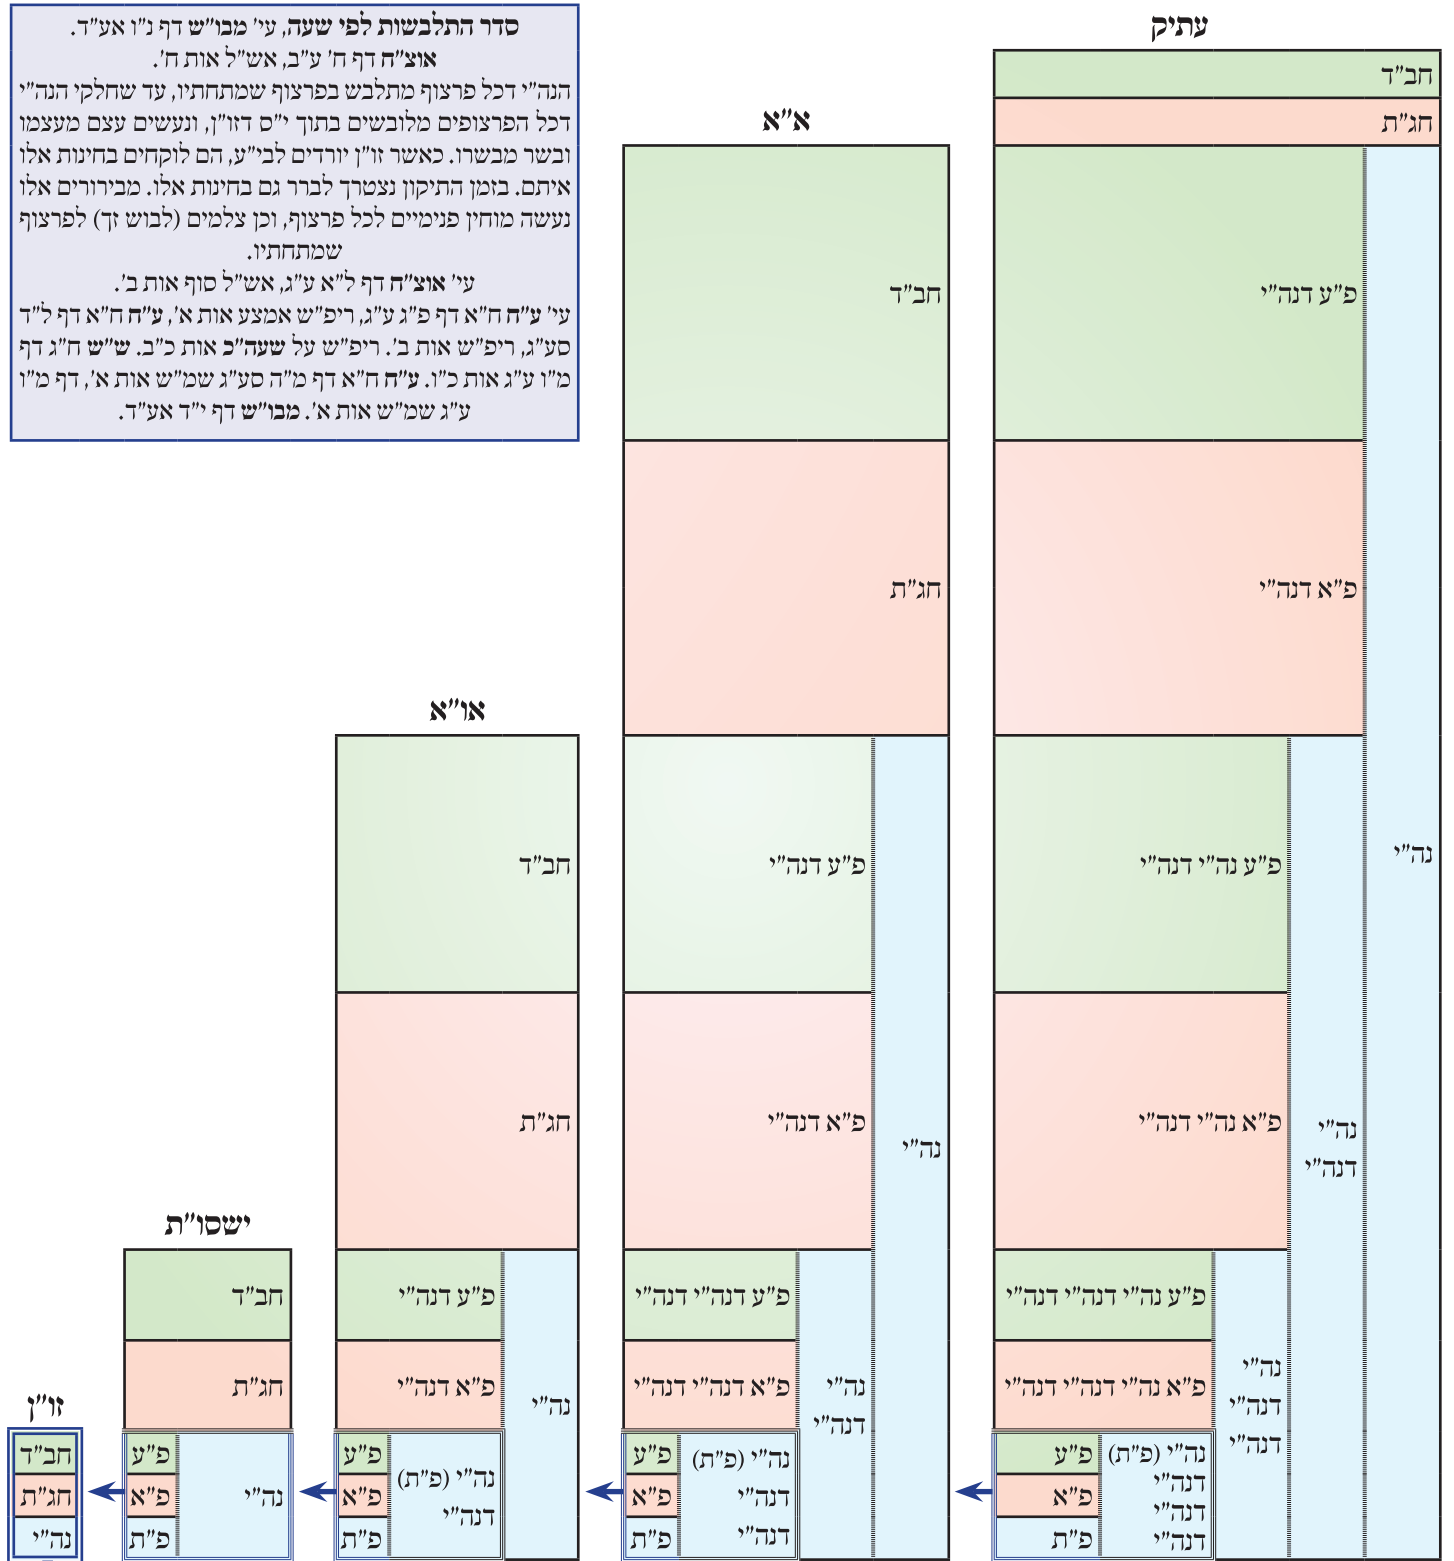 עתיק
חב״ד
חג״ת
נה״י
פ״ע דנה״י
פ״א דנה״י
נה״י
דנה״י
פ״ע נה״י דנה״י
פ״א נה״י דנה״י
נה״י
דנה״י
דנה״י
פ״ע נה״י דנה״י דנה״י
פ״א נה״י דנה״י דנה״י
נה״י (פ״ת)
דנה״י
דנה״י
דנה״י
פ״ע
פ״א
פ״ת
א״א
חב״ד
חג״ת
נה״י
פ״ע דנה״י
פ״א דנה״י
נה״י
דנה״י
פ״ע דנה״י דנה״י
פ״א דנה״י דנה״י
נה״י (פ״ת)
דנה״י
דנה״י
פ״ע
פ״א
פ״ת
או״א
חב״ד
חג״ת
נה״י
פ״ע דנה״י
פ״א דנה״י
נה״י (פ״ת)
דנה״י
פ״ע
פ״א
פ״ת
ישסו״ת
חב״ד
חג״ת
נה״י
פ״ע
פ״א
פ״ת
זו״ן
חב״ד
חג״ת
נה״י
סדר התלבשות לפי שעה, עי׳ מבו״ש דף נ״ו אע״ד.
אוצ״ח דף ח׳ ע״ב, אש״ל אות ח׳.
הנה״י דכל פרצוף מתלבש בפרצוף שמתחתיו, עד שחלקי הנה״י
דכל הפרצופים מלובשים בתוך י״ס דזו״ן, ונעשים עצם מעצמו
ובשר מבשרו. כאשר זו״ן יורדים לבי״ע, הם לוקחים בחינות אלו
איתם. בזמן התיקון נצטרך לברר גם בחינות אלו. מבירורים אלו
נעשה מוחין פנימיים לכל פרצוף, וכן צלמים (לבוש זך) לפרצוף
שמתחתיו.
עי׳ אוצ״ח דף ל״א ע״ג, אש״ל סוף אות ב׳.
עי׳ ע״ח ח״א דף פ״ג ע״ג, ריפ״ש אמצע אות א׳, ע״ח ח״א דף ל״ד
סע״ג, ריפ״ש אות ב׳. ריפ״ש על שעה״כ אות כ״ב. ש״ש ח״ג דף
מ״ו ע״ג אות כ״ו. ע״ח ח״א דף מ״ה סע״ג שמ״ש אות א׳, דף מ״ו
ע״ג שמ״ש אות א׳. מבו״ש דף י״ד אע״ד.